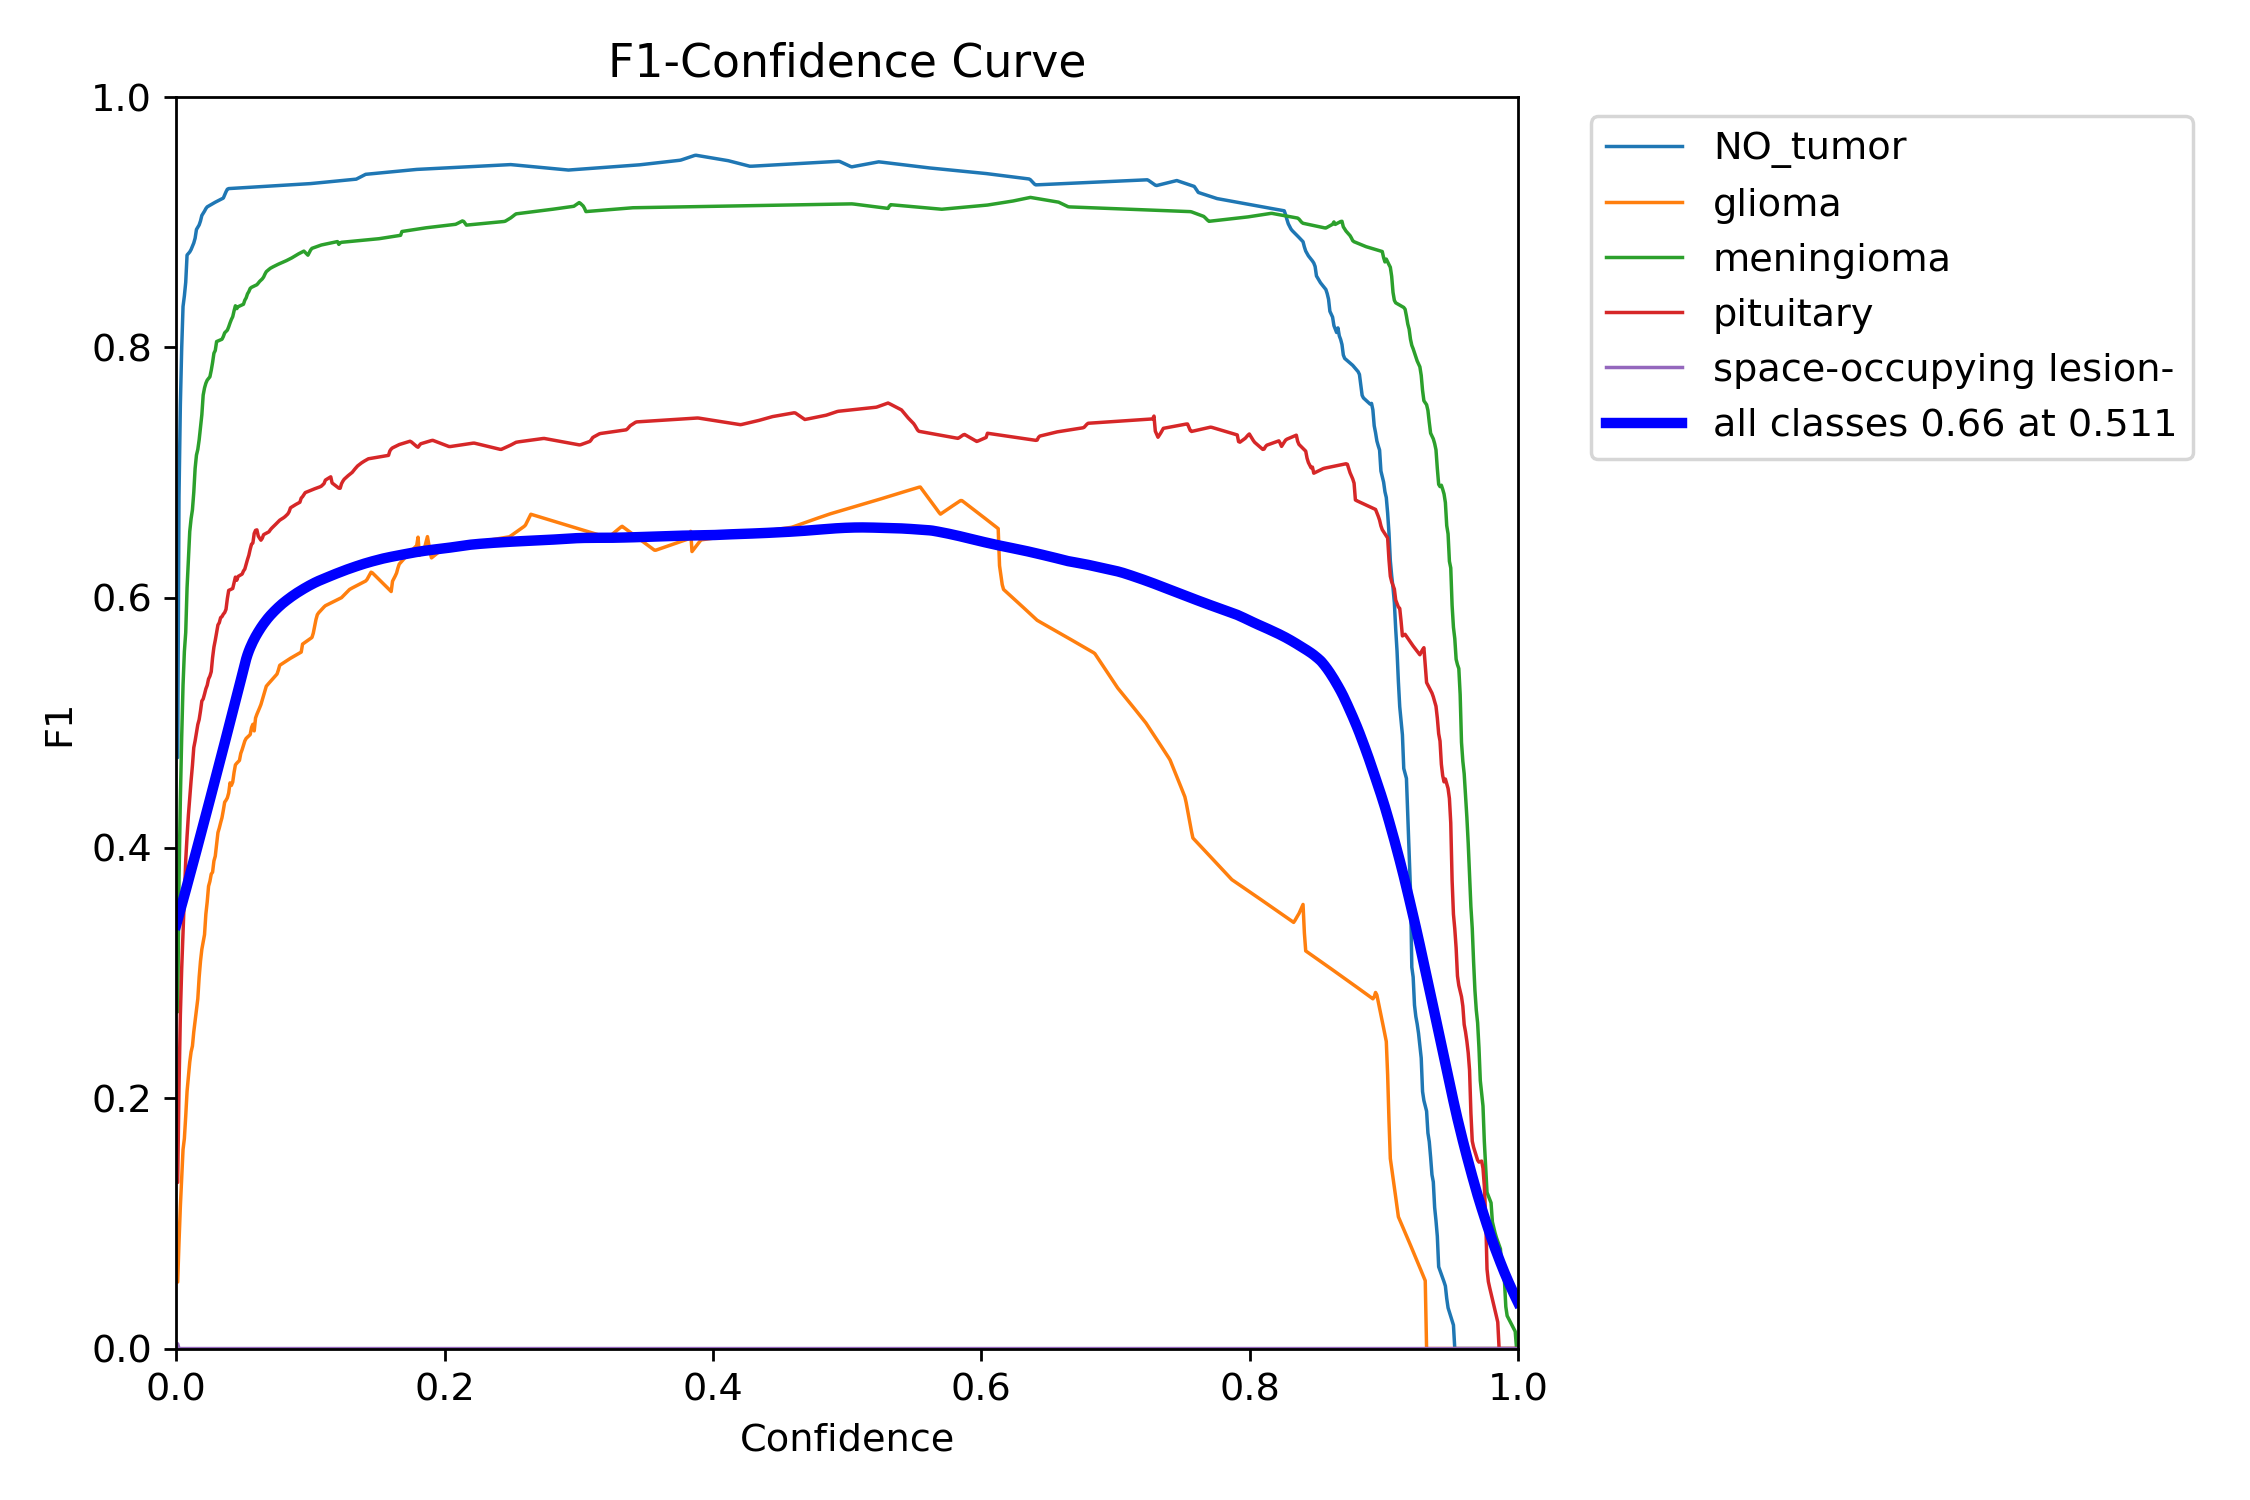 F1-Confidence Curve
1.0
0.8
0.6
0.4
0.2
0.0
F1
0.0 0.2 0.4 0.6 0.8 1.0
Confidence
NO_tumor
glioma
meningioma
pituitary
space-occupying lesion-
all classes 0.66 at 0.511